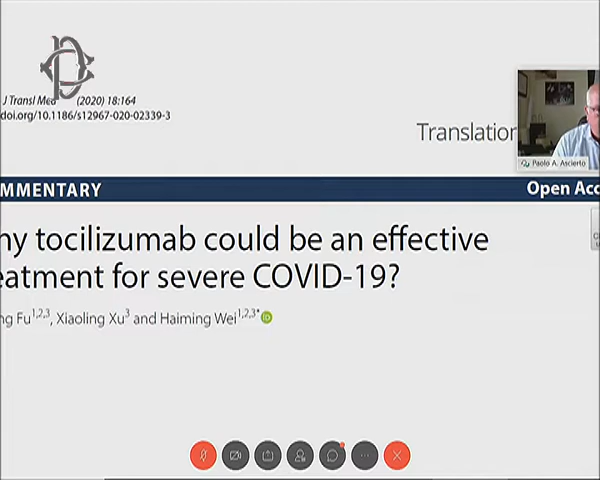 J Transl Med (2020) 18:164
doi.org/10.1186/s12967-020-02339-3
Translation
Paolo A. Ascierto
MMENTARY
Open Acc
hy tocilizumab could be an effective
eatment for severe COVID-19?
ng Fu1,2,3, Xiaoling Xu3 and Haiming Wei1,2,3*